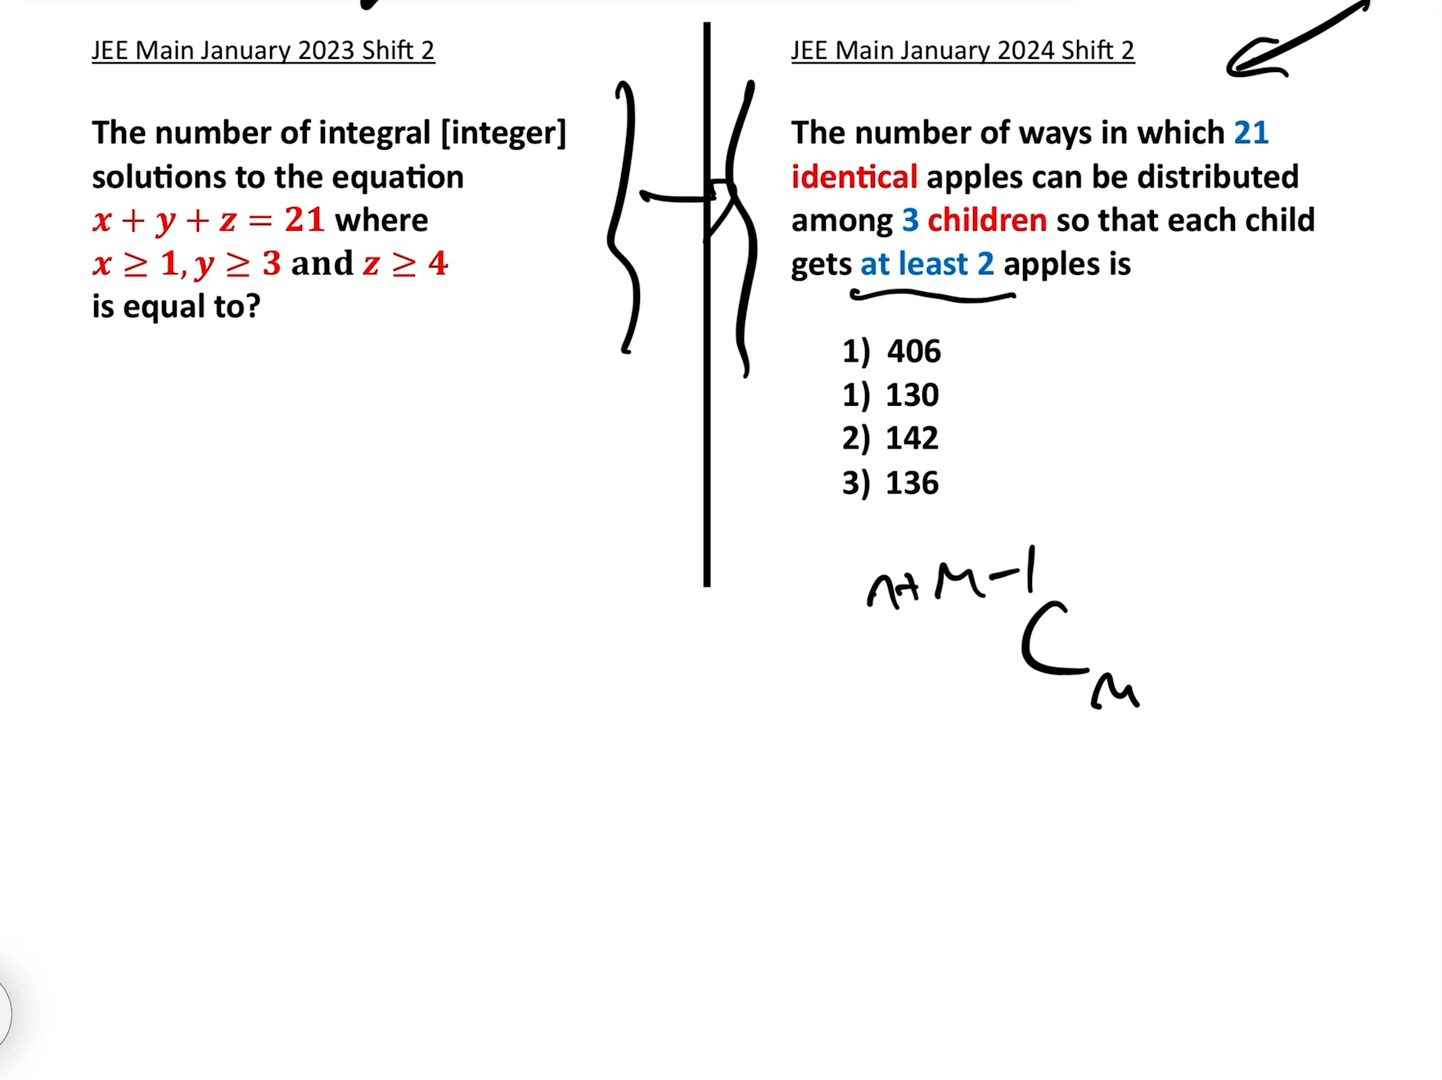 JEE Main January 2023 Shift 2
The number of integral [integer]
solutions to the equation
x + y + z = 21 where
x ≥ 1, y ≥ 3 and z ≥ 4
is equal to?
JEE Main January 2024 Shift 2
The number of ways in which 21
identical apples can be distributed
among 3 children so that each child
gets at least 2 apples is
1) 406
1) 130
2) 142
3) 136
n+r-1
C
r